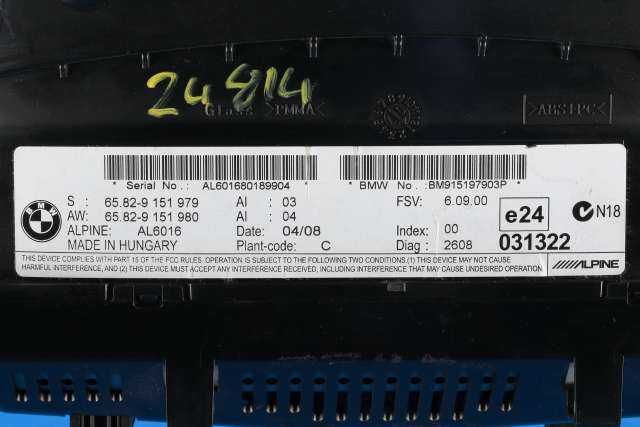 24814
Glass >PMMA<
>ABS+PC<
* Serial No.: AL601680189904 *
* BMW No.: BM915197903P *
BMW
S : 65.82-9 151 979 AI : 03 FSV: 6.09.00
AW: 65.82-9 151 980 AI : 04
e24
N18
ALPINE: AL6016 Date: 04/08 Index: 00
MADE IN HUNGARY Plant-code: C Diag: 2608
031322
THIS DEVICE COMPLIES WITH PART 15 OF THE FCC RULES. OPERATION IS SUBJECT TO THE FOLLOWING TWO CONDITIONS: (1) THIS DEVICE MAY NOT CAUSE
HARMFUL INTERFERENCE, AND (2) THIS DEVICE MUST ACCEPT ANY INTERFERENCE RECEIVED, INCLUDING INTERFERENCE THAT MAY CAUSE UNDESIRED OPERATION.
ALPINE